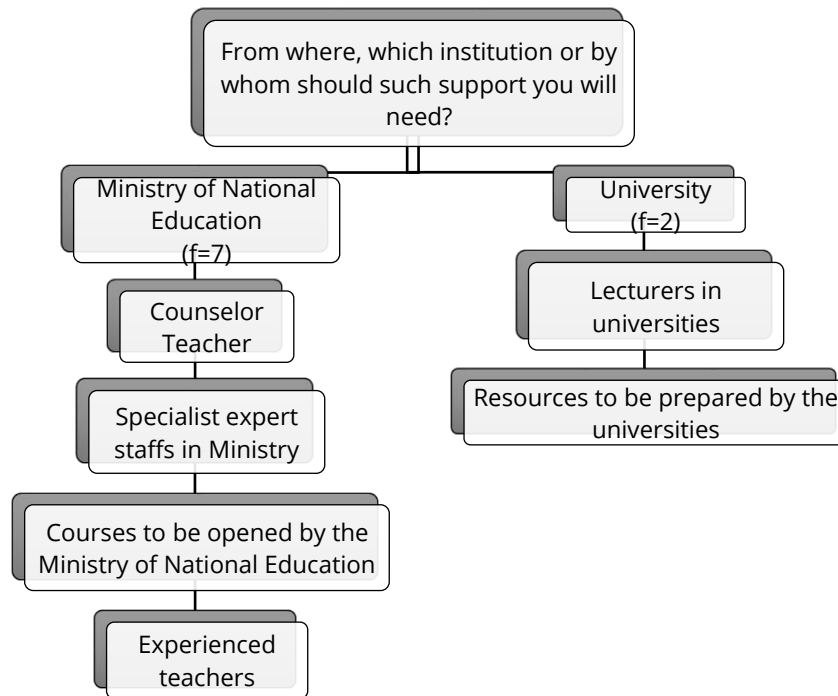 From where, which institution or by
whom should such support you will
need?
Ministry of National
Education
(f=7)
Counselor
Teacher
Specialist expert
staffs in Ministry
Courses to be opened by the
Ministry of National Education
Experienced
teachers
University
(f=2)
Lecturers in
universities
Resources to be prepared by the
universities